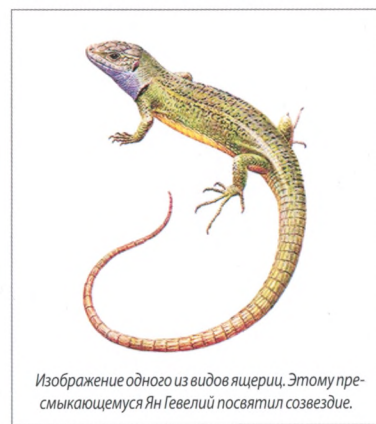 Изображение одного из видов ящериц. Этому пре-
смыкающемуся Ян Гевелий посвятил созвездие.